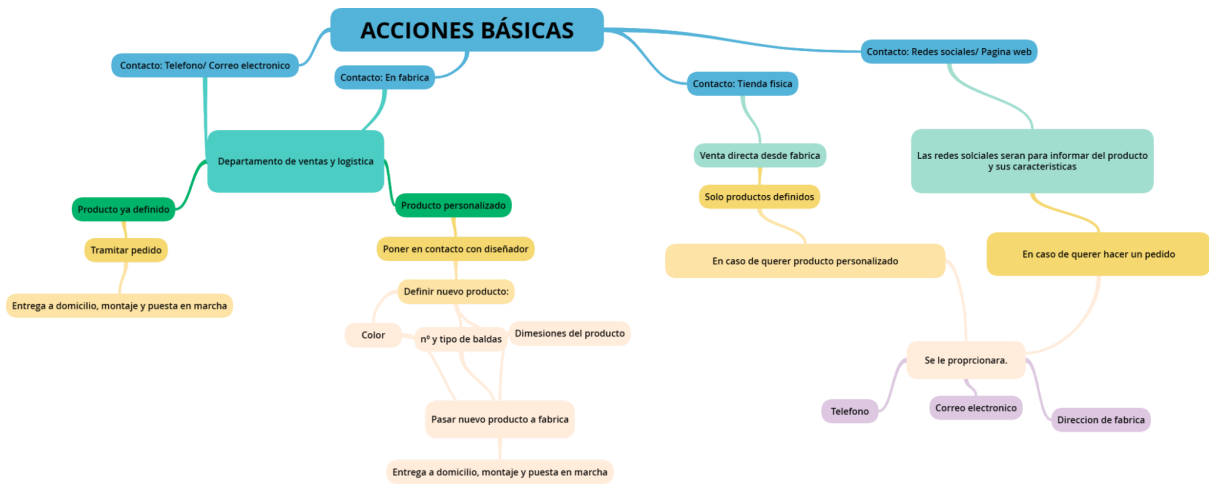 ACCIONES BÁSICAS
Contacto: Telefono/ Correo electronico
Contacto: En fabrica
Contacto: Tienda fisica
Contacto: Redes sociales/ Pagina web
Departamento de ventas y logistica
Venta directa desde fabrica
Las redes solciales seran para informar del producto
y sus caracteristicas
Producto ya definido
Producto personalizado
Solo productos definidos
Tramitar pedido
Poner en contacto con diseñador
En caso de querer producto personalizado
En caso de querer hacer un pedido
Entrega a domicilio, montaje y puesta en marcha
Definir nuevo producto:
Color
nº y tipo de baldas
Dimesiones del producto
Se le proprcionara.
Pasar nuevo producto a fabrica
Telefono
Correo electronico
Direccion de fabrica
Entrega a domicilio, montaje y puesta en marcha